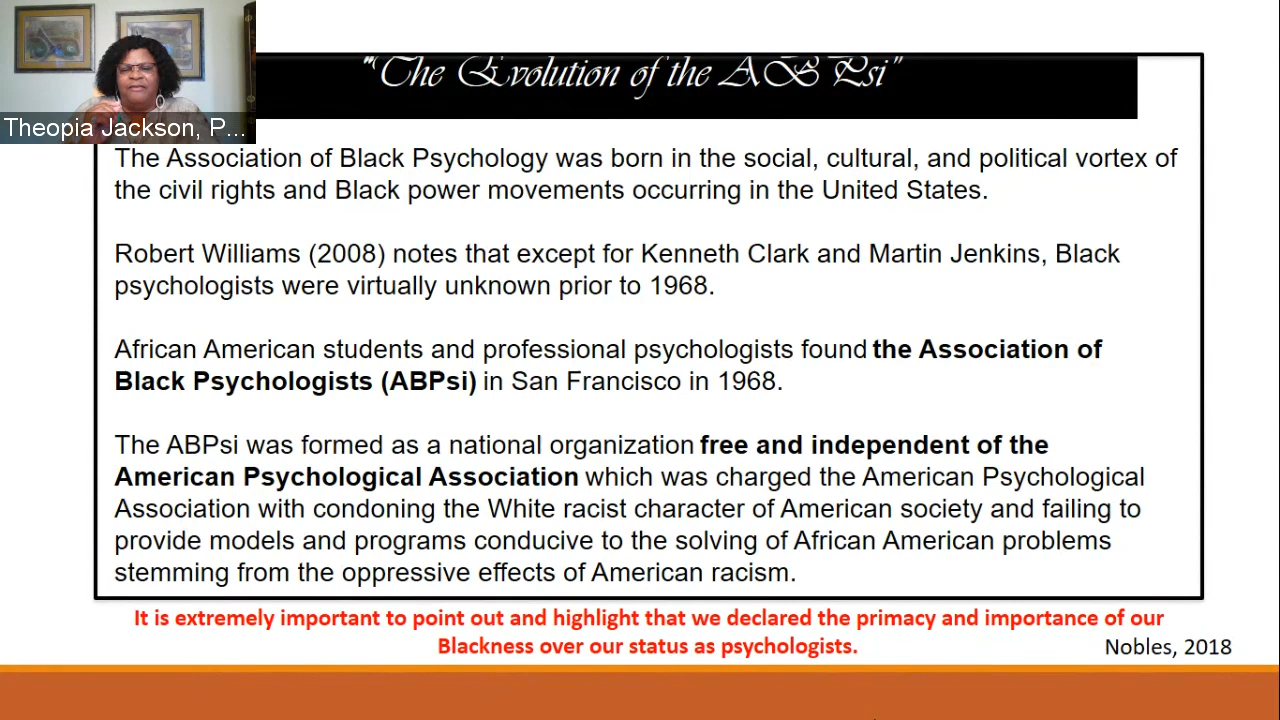 "The Evolution of the ABPsi"
Theopia Jackson, P...
The Association of Black Psychology was born in the social, cultural, and political vortex of
the civil rights and Black power movements occurring in the United States.
Robert Williams (2008) notes that except for Kenneth Clark and Martin Jenkins, Black
psychologists were virtually unknown prior to 1968.
African American students and professional psychologists found the Association of
Black Psychologists (ABPsi) in San Francisco in 1968.
The ABPsi was formed as a national organization free and independent of the
American Psychological Association which was charged the American Psychological
Association with condoning the White racist character of American society and failing to
provide models and programs conducive to the solving of African American problems
stemming from the oppressive effects of American racism.
It is extremely important to point out and highlight that we declared the primacy and importance of our
Blackness over our status as psychologists.
Nobles, 2018